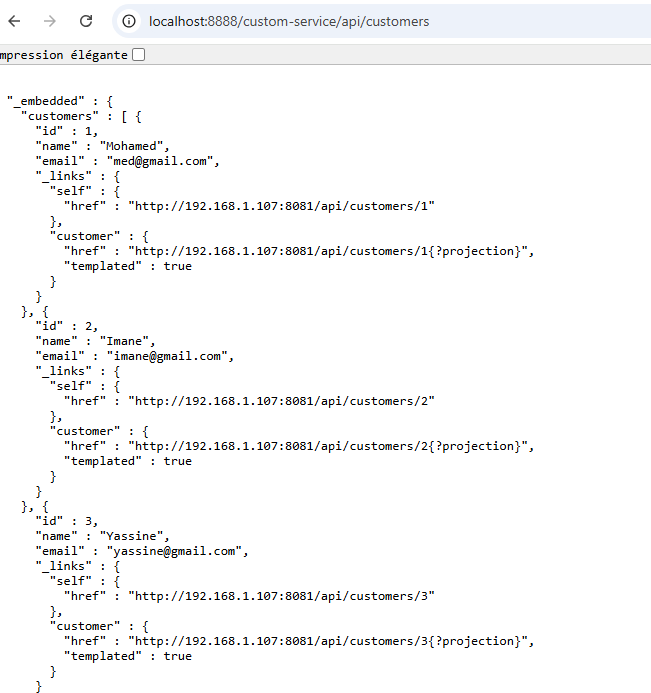 localhost:8888/custom-service/api/customers
mpression élégante
"_embedded" : {
"customers" : [ {
"id" : 1,
"name" : "Mohamed",
"email" : "med@gmail.com",
"_links" : {
"self" : {
"href" : "http://192.168.1.107:8081/api/customers/1"
},
"customer" : {
"href" : "http://192.168.1.107:8081/api/customers/1{?projection}",
"templated" : true
}
}
}, {
"id" : 2,
"name" : "Imane",
"email" : "imane@gmail.com",
"_links" : {
"self" : {
"href" : "http://192.168.1.107:8081/api/customers/2"
},
"customer" : {
"href" : "http://192.168.1.107:8081/api/customers/2{?projection}",
"templated" : true
}
}
}, {
"id" : 3,
"name" : "Yassine",
"email" : "yassine@gmail.com",
"_links" : {
"self" : {
"href" : "http://192.168.1.107:8081/api/customers/3"
},
"customer" : {
"href" : "http://192.168.1.107:8081/api/customers/3{?projection}",
"templated" : true
}
}